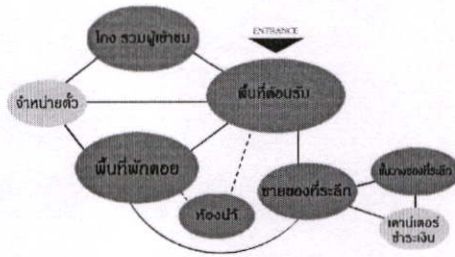 ENTRANCE
โถง รวมผู้เข้าชม
พื้นที่ต้อนรับ
จำหน่ายตั๋ว
พื้นที่พักคอย
ห้องน้ำ
ขายของที่ระลึก
ชั้นวางของที่ระลึก
เคาน์เตอร์
ชำระเงิน